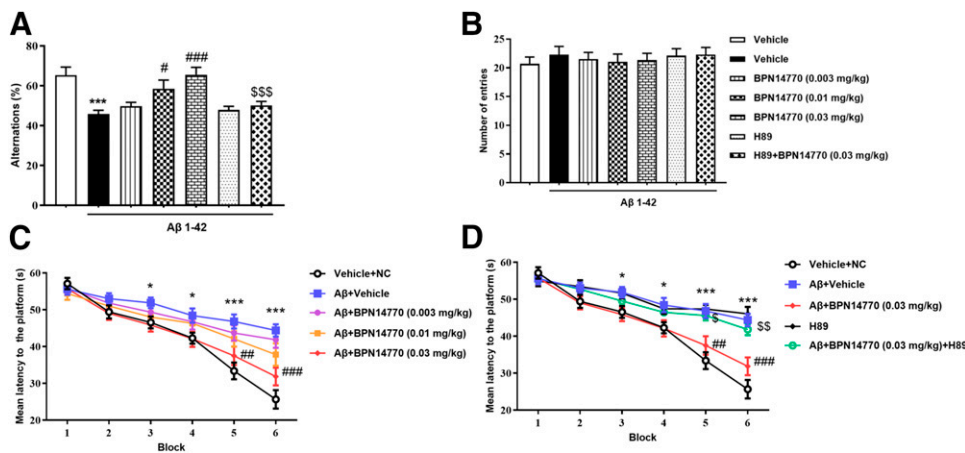 A
Alternations (%)
80
60
40
20
0
***
#
###
$$$
Aβ 1-42
B
Number of entries
25
20
15
10
5
0
Aβ 1-42
Vehicle
Vehicle
BPN14770 (0.003 mg/kg)
BPN14770 (0.01 mg/kg)
BPN14770 (0.03 mg/kg)
H89
H89+BPN14770 (0.03 mg/kg)
C
Mean latency to the platform (s)
60
50
40
30
20
*
*
***
***
##
###
1 2 3 4 5 6
Block
Vehicle+NC
Aβ+Vehicle
Aβ+BPN14770 (0.003 mg/kg)
Aβ+BPN14770 (0.01 mg/kg)
Aβ+BPN14770 (0.03 mg/kg)
D
Mean latency to the platform (s)
60
50
40
30
20
*
*
***
***
$$
##
###
1 2 3 4 5 6
Block
Vehicle+NC
Aβ+Vehicle
Aβ+BPN14770 (0.03 mg/kg)
H89
Aβ+BPN14770 (0.03 mg/kg)+H89